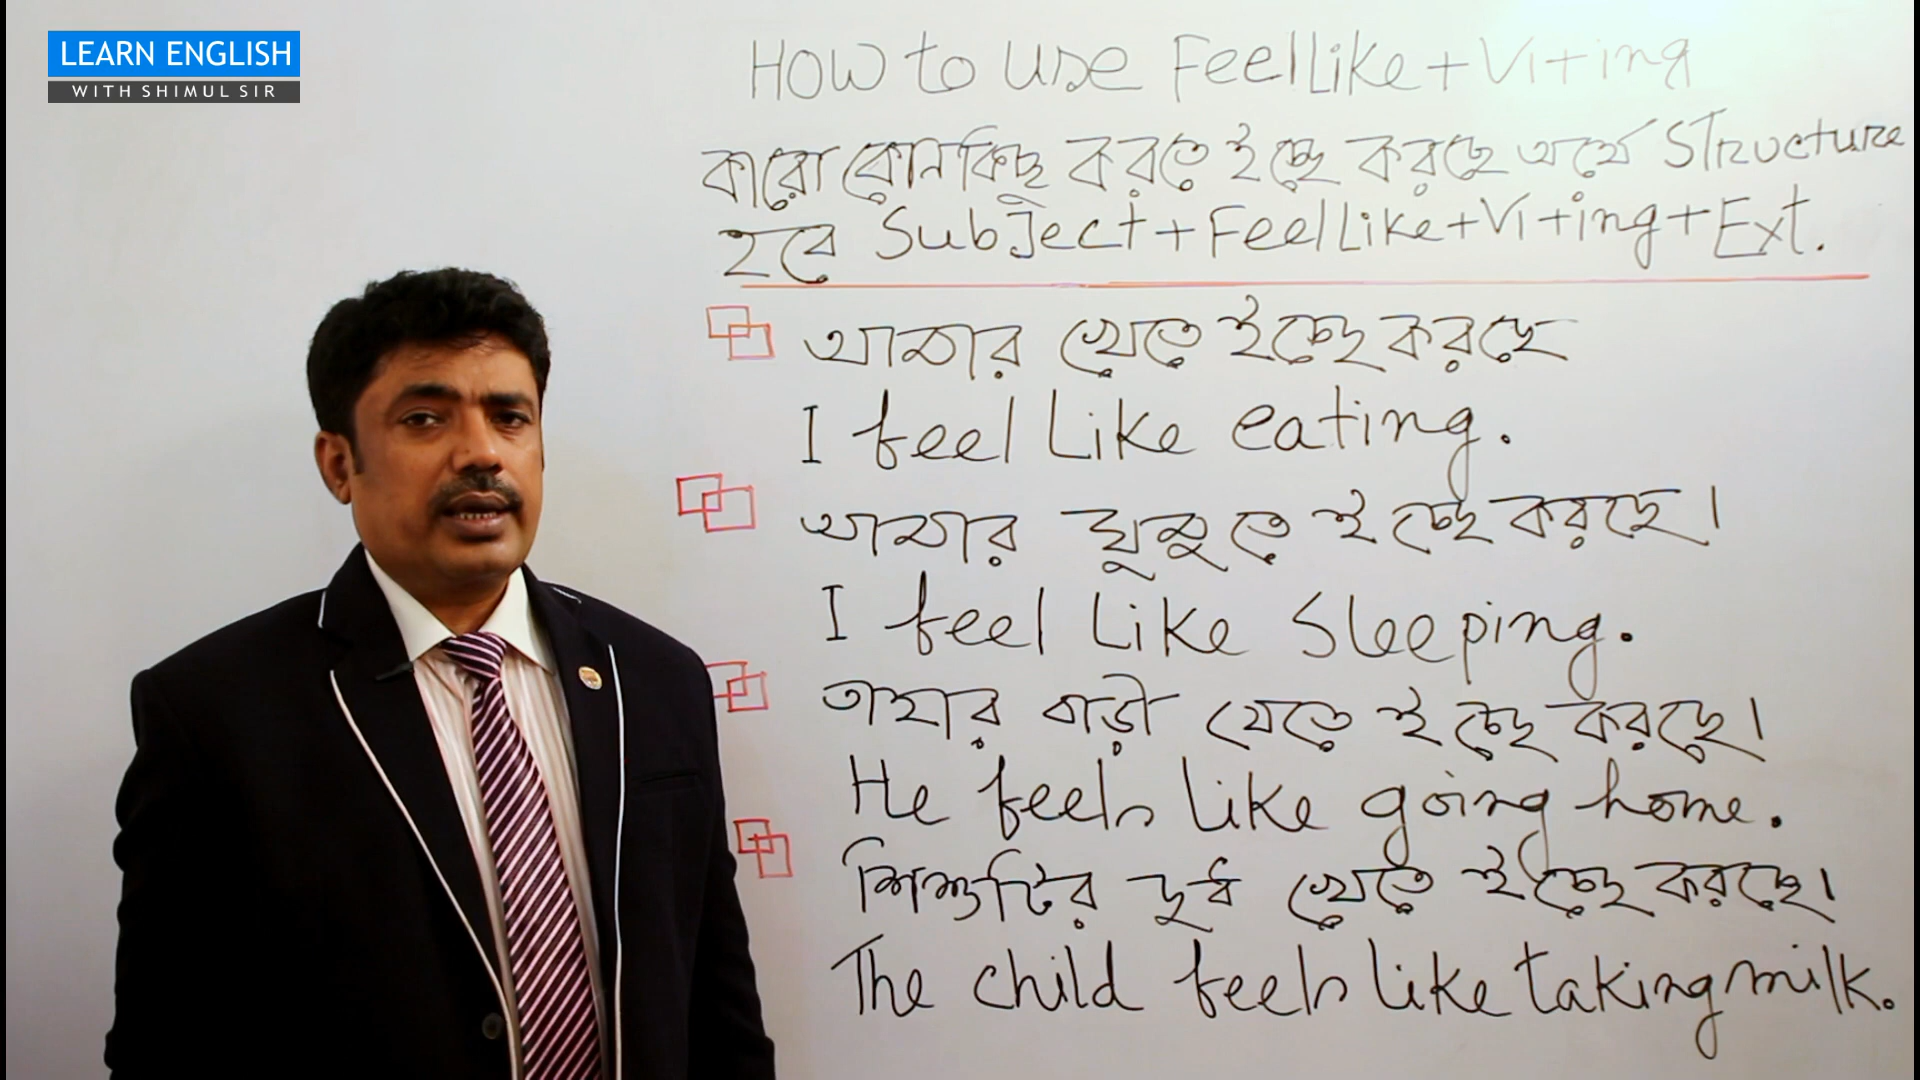 LEARN ENGLISH
WITH SHIMUL SIR
How to use Feel Like + V1 + ing
কারো কোন কিছু করতে ইচ্ছে করছে অর্থে Structure
হবে Subject + Feel Like + V1 + ing + Ext.
আমার খেতে ইচ্ছে করছে
I feel Like eating.
আমার ঘুমুতে ইচ্ছে করছে।
I feel Like Sleeping.
তাহার বাড়ী যেতে ইচ্ছে করছে।
He feels like going home.
শিশুটির দুধ খেতে ইচ্ছে করছে।
The child feels like taking milk.